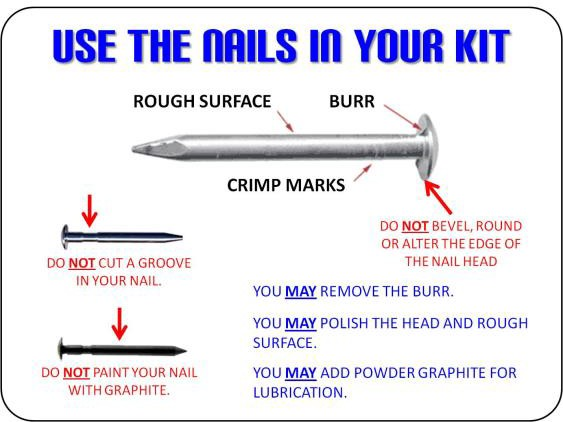 USE THE NAILS IN YOUR KIT
ROUGH SURFACE
BURR
CRIMP MARKS
DO NOT BEVEL, ROUND
OR ALTER THE EDGE OF
THE NAIL HEAD
DO NOT CUT A GROOVE
IN YOUR NAIL.
YOU MAY REMOVE THE BURR.
YOU MAY POLISH THE HEAD AND ROUGH
SURFACE.
DO NOT PAINT YOUR NAIL
WITH GRAPHITE.
YOU MAY ADD POWDER GRAPHITE FOR
LUBRICATION.